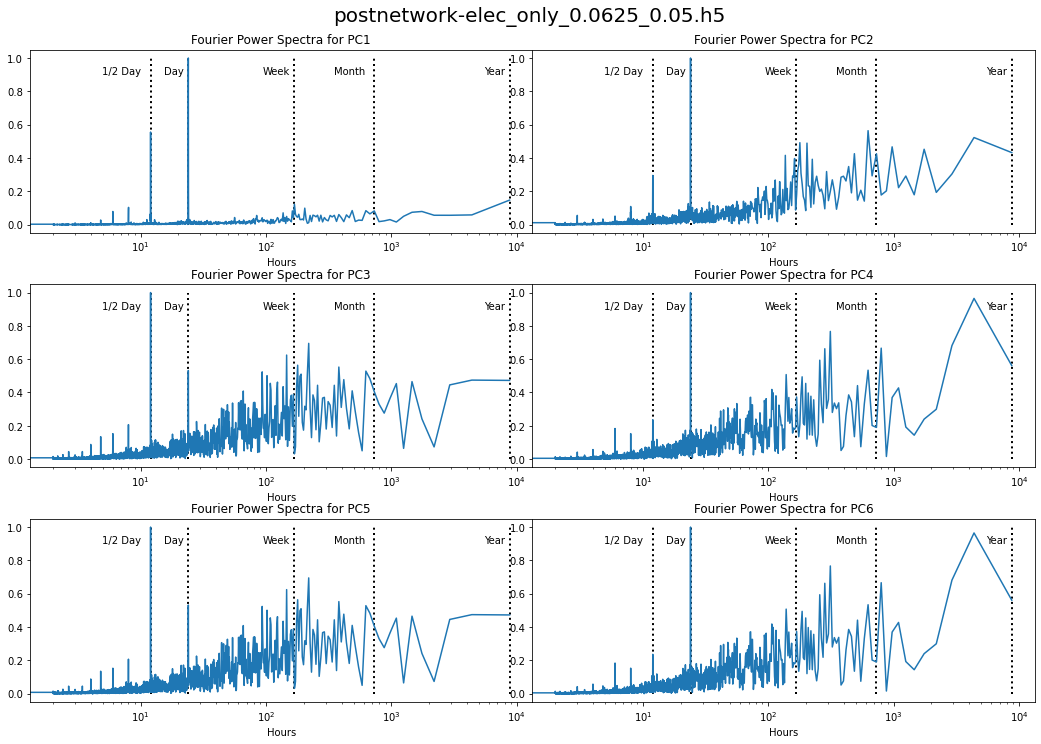 postnetwork-elec_only_0.0625_0.05.h5
Fourier Power Spectra for PC1
Fourier Power Spectra for PC2
1.0
1/2 Day
Day
Week
Month
Year
1.0
1/2 Day
Day
Week
Month
Year
0.8
0.8
0.6
0.6
0.4
0.4
0.2
0.2
0.0
0.0
10¹
10²
10³
10⁴
10¹
10²
10³
10⁴
Hours
Hours
Fourier Power Spectra for PC3
Fourier Power Spectra for PC4
1.0
1/2 Day
Day
Week
Month
Year
1.0
1/2 Day
Day
Week
Month
Year
0.8
0.8
0.6
0.6
0.4
0.4
0.2
0.2
0.0
0.0
10¹
10²
10³
10⁴
10¹
10²
10³
10⁴
Hours
Hours
Fourier Power Spectra for PC5
Fourier Power Spectra for PC6
1.0
1/2 Day
Day
Week
Month
Year
1.0
1/2 Day
Day
Week
Month
Year
0.8
0.8
0.6
0.6
0.4
0.4
0.2
0.2
0.0
0.0
10¹
10²
10³
10⁴
10¹
10²
10³
10⁴
Hours
Hours